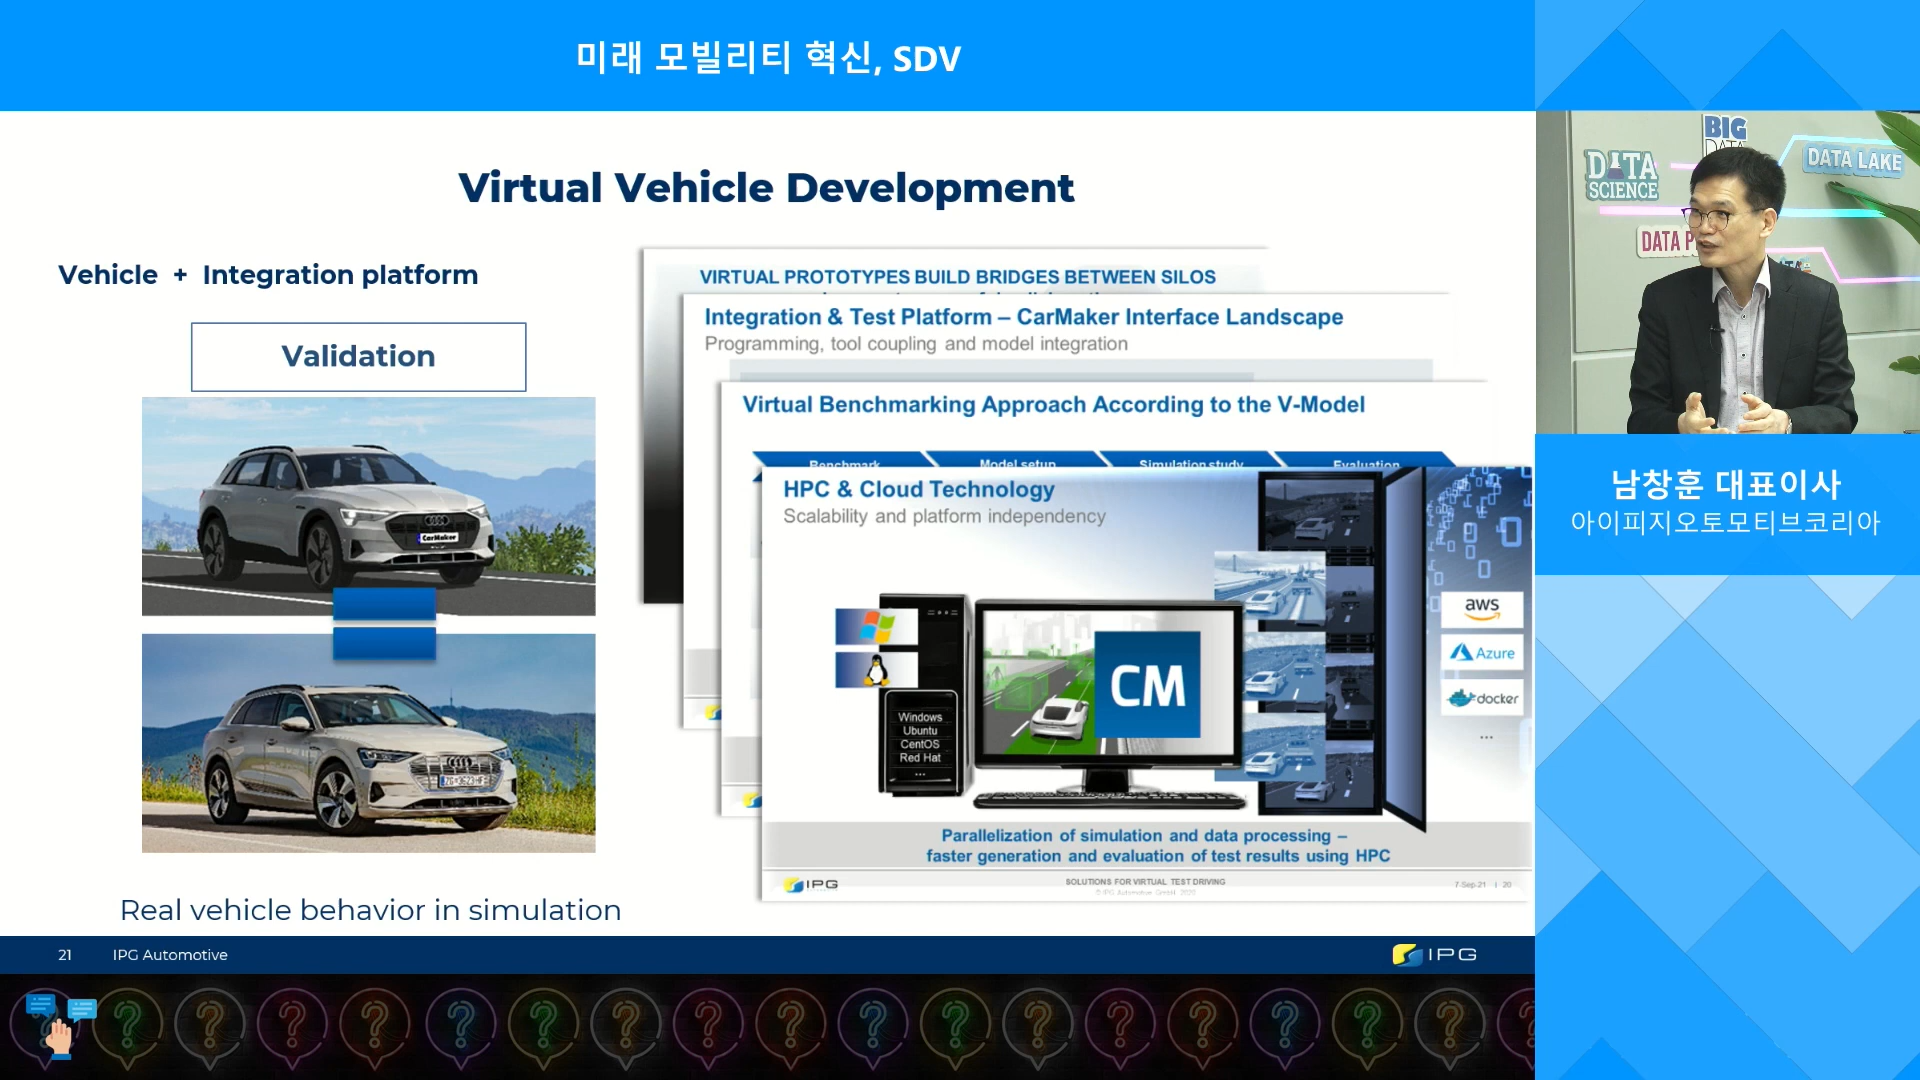 미래 모빌리티 혁신, SDV
Virtual Vehicle Development
Vehicle + Integration platform
Validation
CarMaker
Real vehicle behavior in simulation
VIRTUAL PROTOTYPES BUILD BRIDGES BETWEEN SILOS
Integration & Test Platform – CarMaker Interface Landscape
Programming, tool coupling and model integration
Virtual Benchmarking Approach According to the V-Model
Benchmark Model setup Simulation study Evaluation
HPC & Cloud Technology
Scalability and platform independency
Windows
Ubuntu
CentOS
Red Hat
...
CM
aws
Azure
docker
...
Parallelization of simulation and data processing –
faster generation and evaluation of test results using HPC
IPG
SOLUTIONS FOR VIRTUAL TEST DRIVING
© IPG Automotive GmbH, 2020
7-Sep-21 | 20
21 IPG Automotive
IPG
BIG
DATA
DATA SCIENCE
DATA LAKE
DATA
남창훈 대표이사
아이피지오토모티브코리아